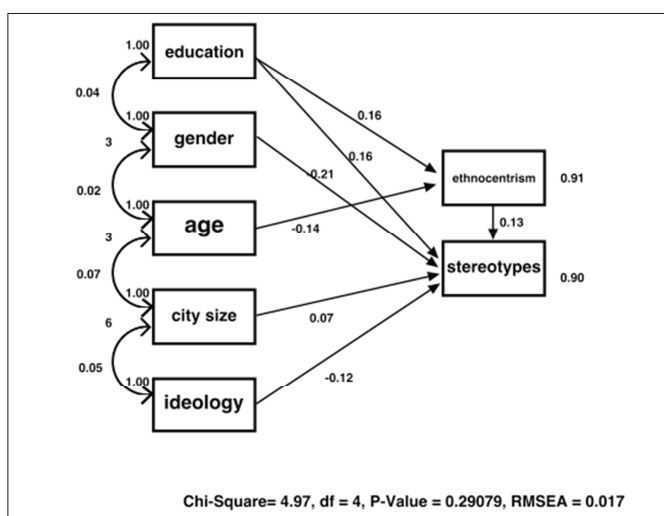 1.00
education
0.04
0.16
1.00
gender
3
0.16
-0.21
ethnocentrism
0.91
0.02
1.00
age
0.13
-0.14
3
stereotypes
0.90
0.07
1.00
city size
6
0.07
0.05
1.00
ideology
-0.12
Chi-Square= 4.97, df = 4, P-Value = 0.29079, RMSEA = 0.017